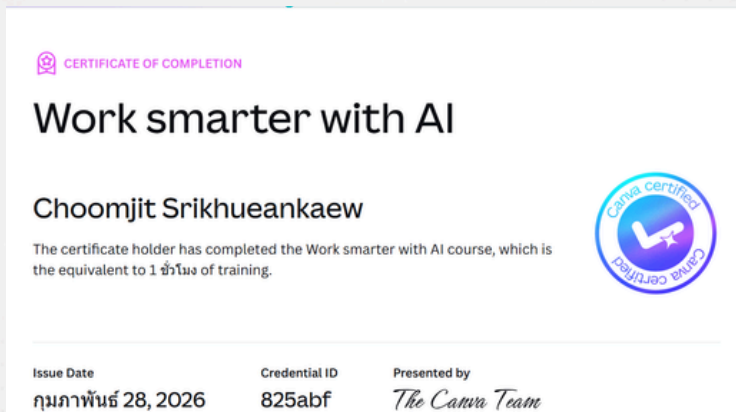 CERTIFICATE OF COMPLETION
Work smarter with AI
Choomjit Srikhueankaew
The certificate holder has completed the Work smarter with AI course, which is
the equivalent to 1 ชั่วโมง of training.
Canva certified
Canva certified
Issue Date
Credential ID
Presented by
กุมภาพันธ์ 28, 2026
825abf
The Canva Team